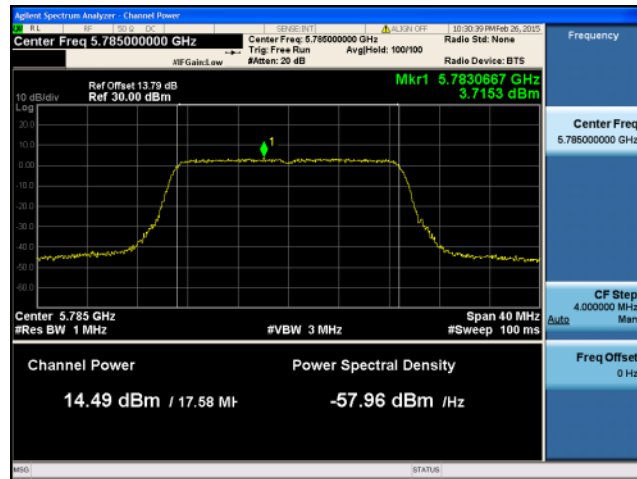 Agilent Spectrum Analyzer - Channel Power
RL RF 50 Ω DC SENSE:INT ALIGN OFF 10:30:39 PM Feb 26, 2015
Center Freq 5.785000000 GHz
Center Freq: 5.785000000 GHz
Radio Std: None
Trig: Free Run Avg|Hold: 100/100
#IFGain:Low #Atten: 20 dB Radio Device: BTS
Mkr1 5.7830667 GHz
3.7153 dBm
Ref Offset 13.79 dB
10 dB/div Ref 30.00 dBm
Log
20.0
10.0
0.00
-10.0
-20.0
-30.0
-40.0
-50.0
-60.0
1
Center 5.785 GHz Span 40 MHz
#Res BW 1 MHz #VBW 3 MHz #Sweep 100 ms
Channel Power Power Spectral Density
14.49 dBm / 17.58 MH -57.96 dBm /Hz
MSG STATUS
Frequency
Center Freq
5.785000000 GHz
CF Step
4.000000 MHz
Auto Man
Freq Offset
0 Hz